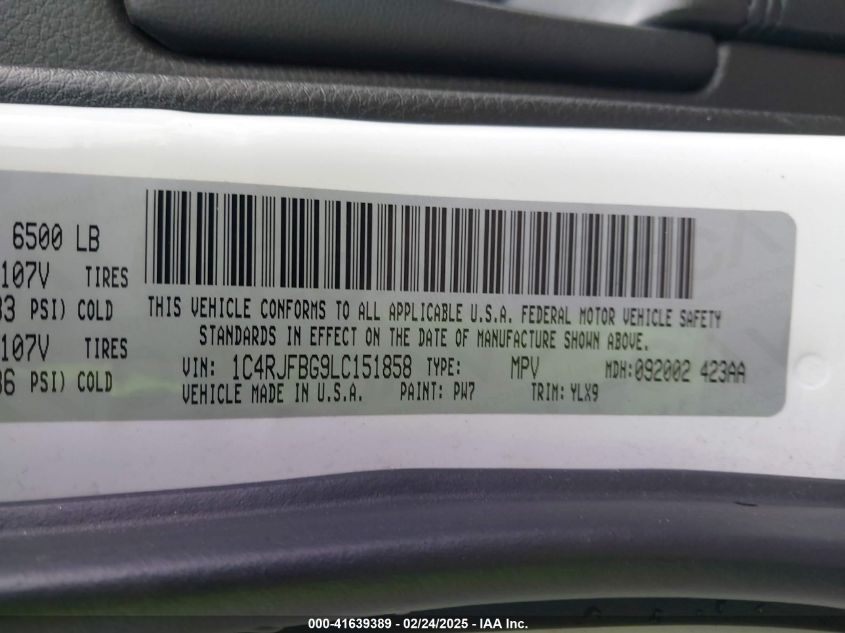 6500 LB
107V TIRES
33 PSI) COLD
107V TIRES
36 PSI) COLD
THIS VEHICLE CONFORMS TO ALL APPLICABLE U.S.A. FEDERAL MOTOR VEHICLE SAFETY
STANDARDS IN EFFECT ON THE DATE OF MANUFACTURE SHOWN ABOVE.
VIN: 1C4RJFBG9LC151858 TYPE: MPV MDH:092002 423AA
VEHICLE MADE IN U.S.A. PAINT: PW7 TRIM: YLX9
000-41639389 - 02/24/2025 - IAA Inc.